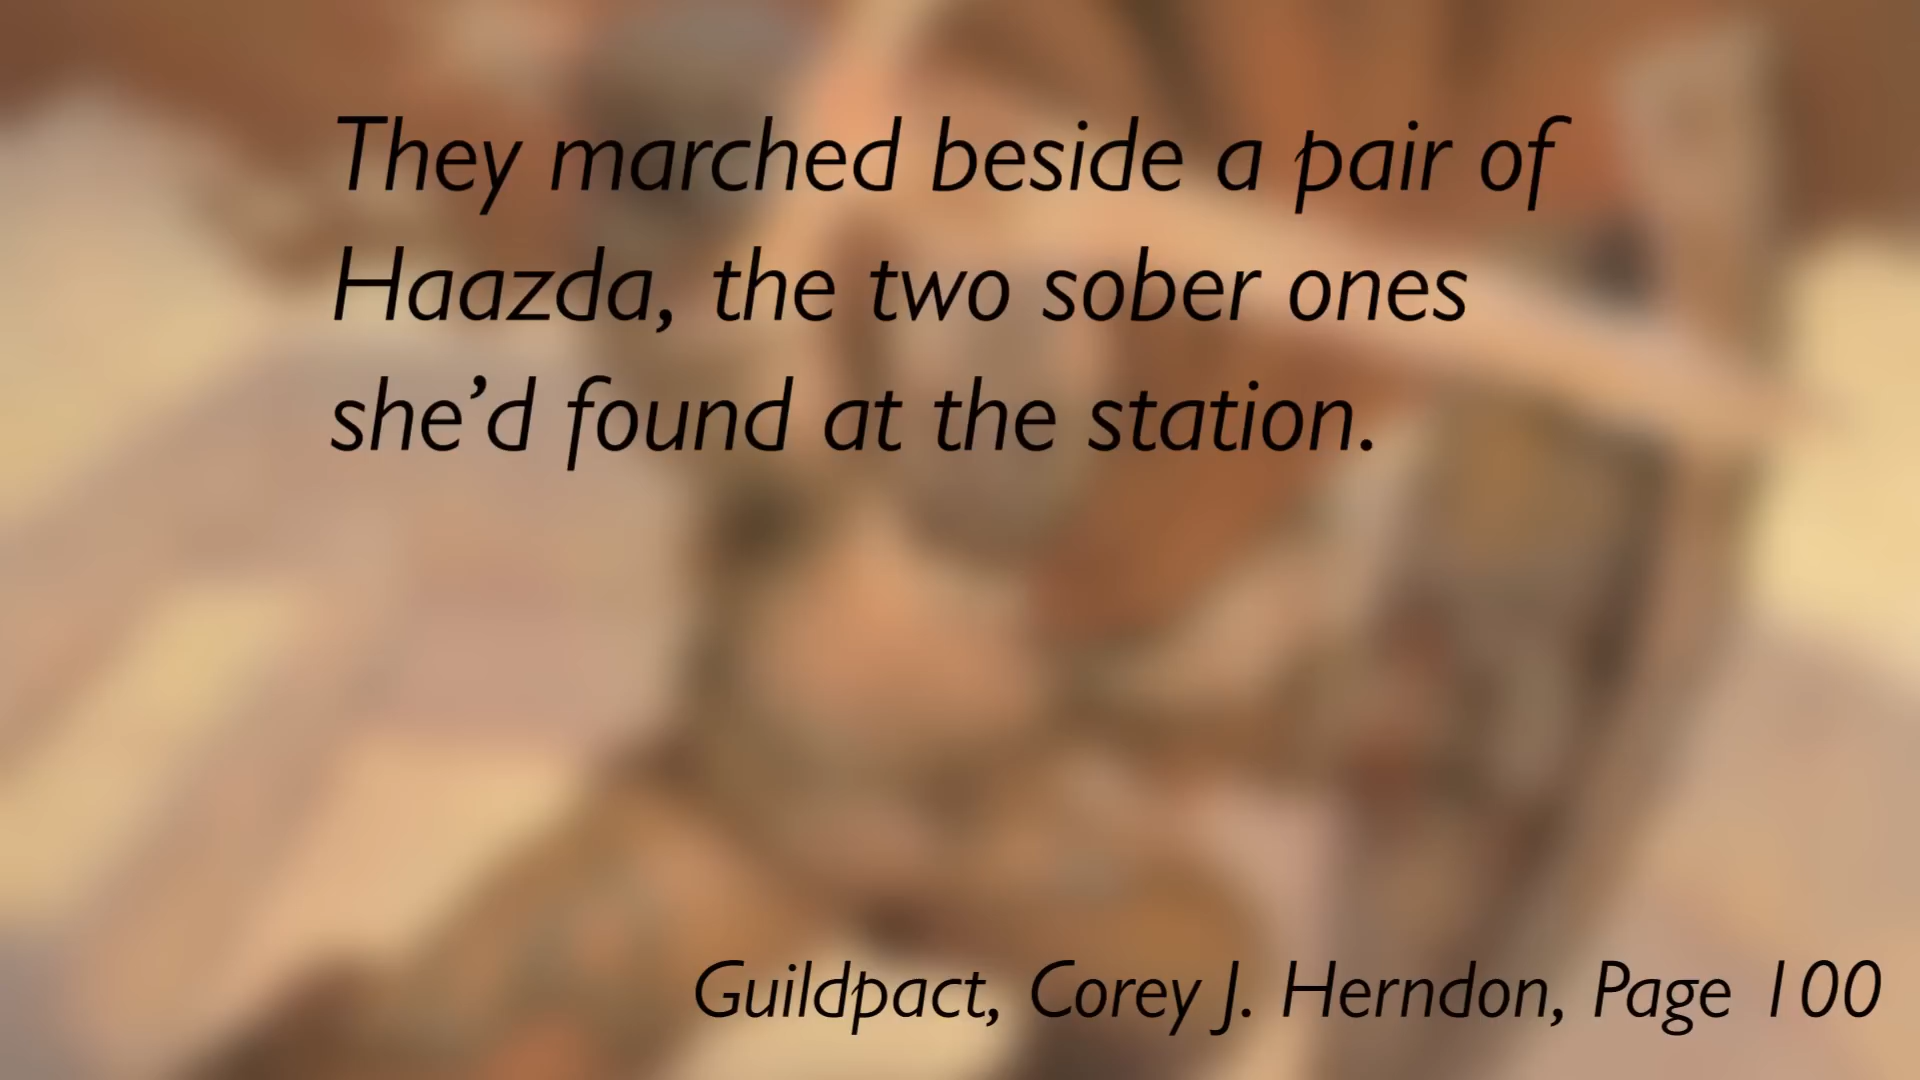 They marched beside a pair of
Haazda, the two sober ones
she’d found at the station.
Guildpact, Corey J. Herndon, Page 100